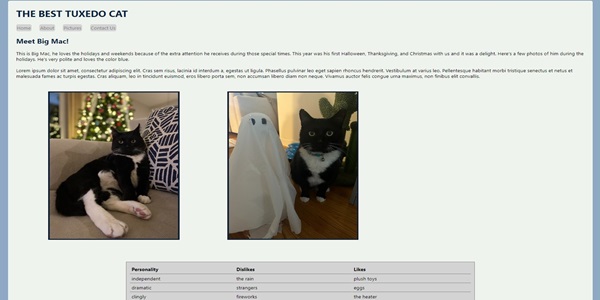 THE BEST TUXEDO CAT
Home About Pictures Contact Us
Meet Big Mac!
This is Big Mac, he loves the holidays and weekends because of the extra attention he receives during those special times. This year was his first Halloween, Thanksgiving, and Christmas with us and it was a delight. Here's a few photos of him during the
holidays. He's very polite and loves the color blue.
Lorem ipsum dolor sit amet, consectetur adipiscing elit. Cras sem risus, lacinia id interdum a, egestas ut ligula. Phasellus pulvinar leo eget sapien rhoncus hendrerit. Vestibulum at varius leo. Pellentesque habitant morbi tristique senectus et netus et
malesuada fames ac turpis egestas. Cras aliquam, leo in tincidunt euismod, eros libero porta sem, non accumsan libero diam non neque. Vivamus auctor felis congue urna maximus, non finibus elit convallis.
Personality Dislikes Likes
independent the rain plush toys
dramatic strangers eggs
clingly fireworks the heater